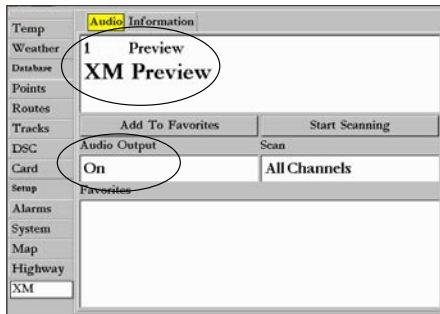 Audio Information
Temp
Weather
Database
Points
Routes
Tracks
DSC
Card
Setup
Alarms
System
Map
Highway
XM
1 Preview
XM Preview
Add To Favorites Start Scanning
Audio Output Scan
On All Channels
Favorites